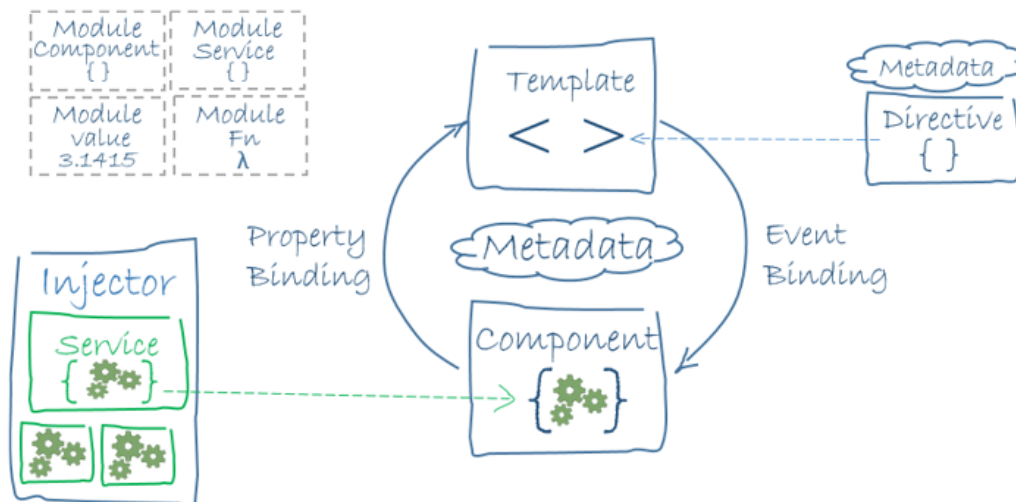 Module
Component
{ }
Module
Service
{ }
Module
value
3.1415
Module
Fn
λ
Template
< >
Metadata
Directive
{ }
Property
Binding
Metadata
Event
Binding
Injector
Service
{ }
Component
{ }